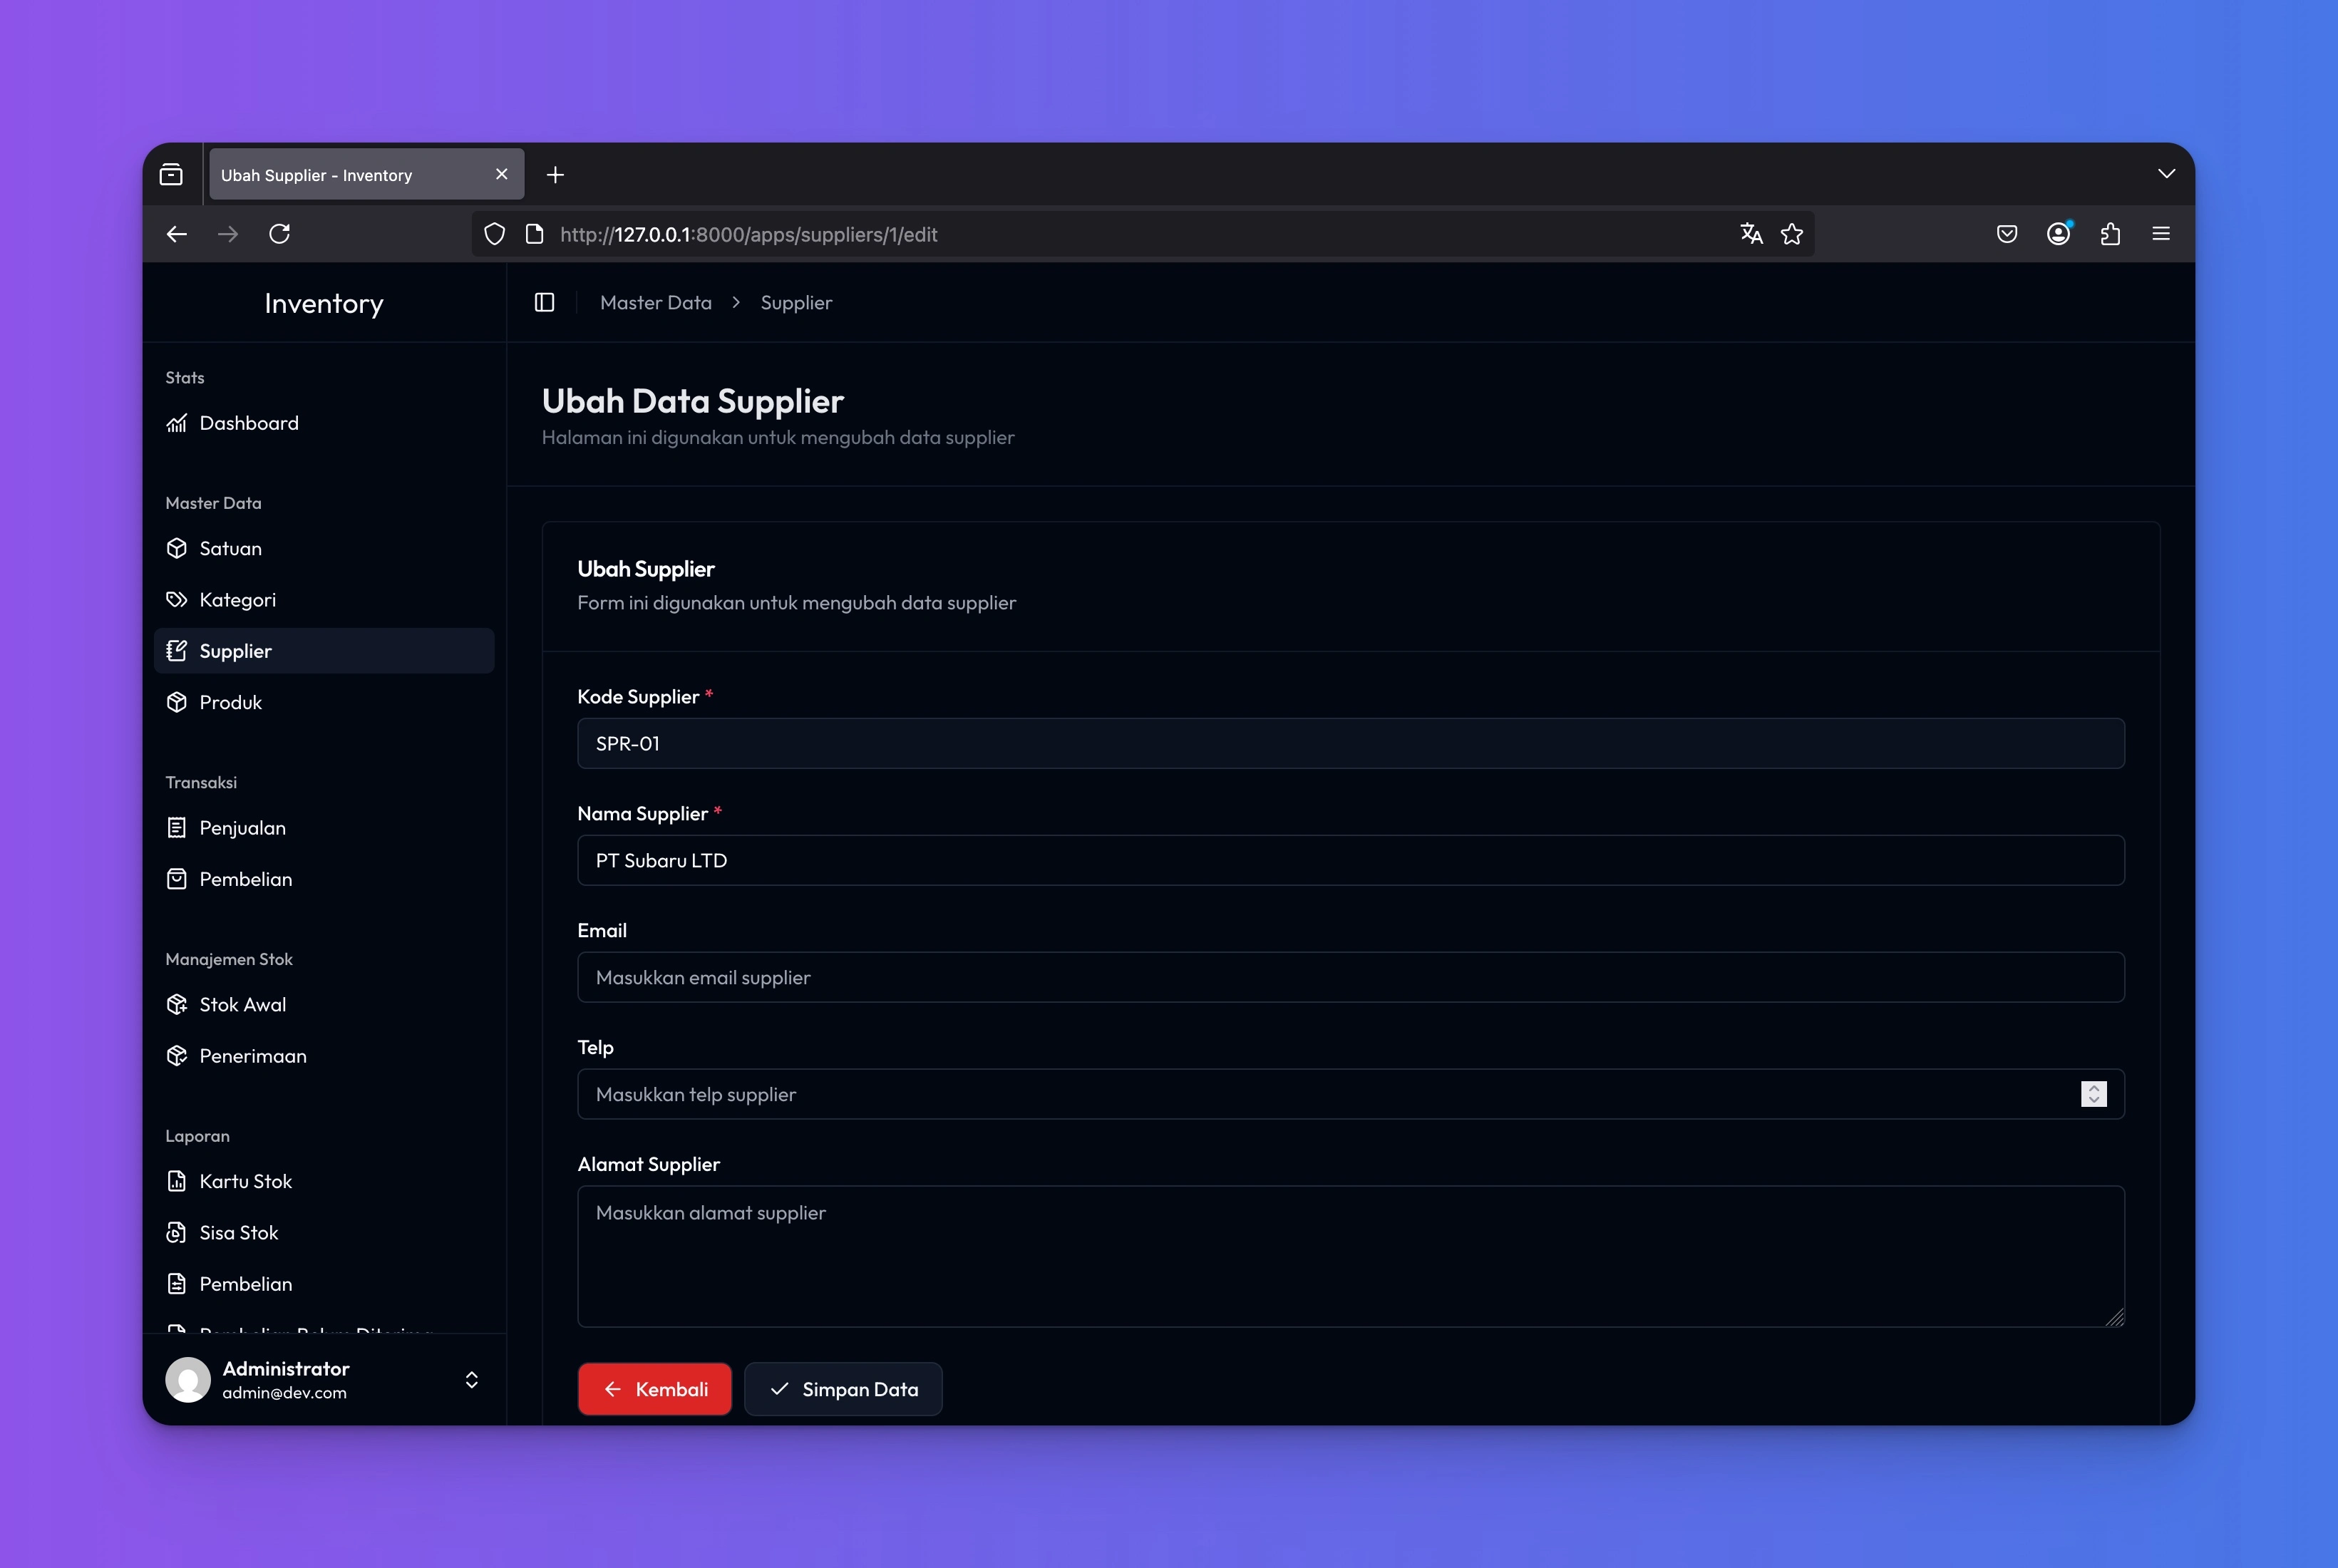 Ubah Supplier - Inventory
http://127.0.0.1:8000/apps/suppliers/1/edit
Inventory
Stats
Dashboard
Master Data
Satuan
Kategori
Supplier
Produk
Transaksi
Penjualan
Pembelian
Manajemen Stok
Stok Awal
Penerimaan
Laporan
Kartu Stok
Sisa Stok
Pembelian
Pembelian Belum Diterima
Administrator
admin@dev.com
Master Data > Supplier
Ubah Data Supplier
Halaman ini digunakan untuk mengubah data supplier
Ubah Supplier
Form ini digunakan untuk mengubah data supplier
Kode Supplier *
SPR-01
Nama Supplier *
PT Subaru LTD
Email
Masukkan email supplier
Telp
Masukkan telp supplier
Alamat Supplier
Masukkan alamat supplier
Kembali
Simpan Data